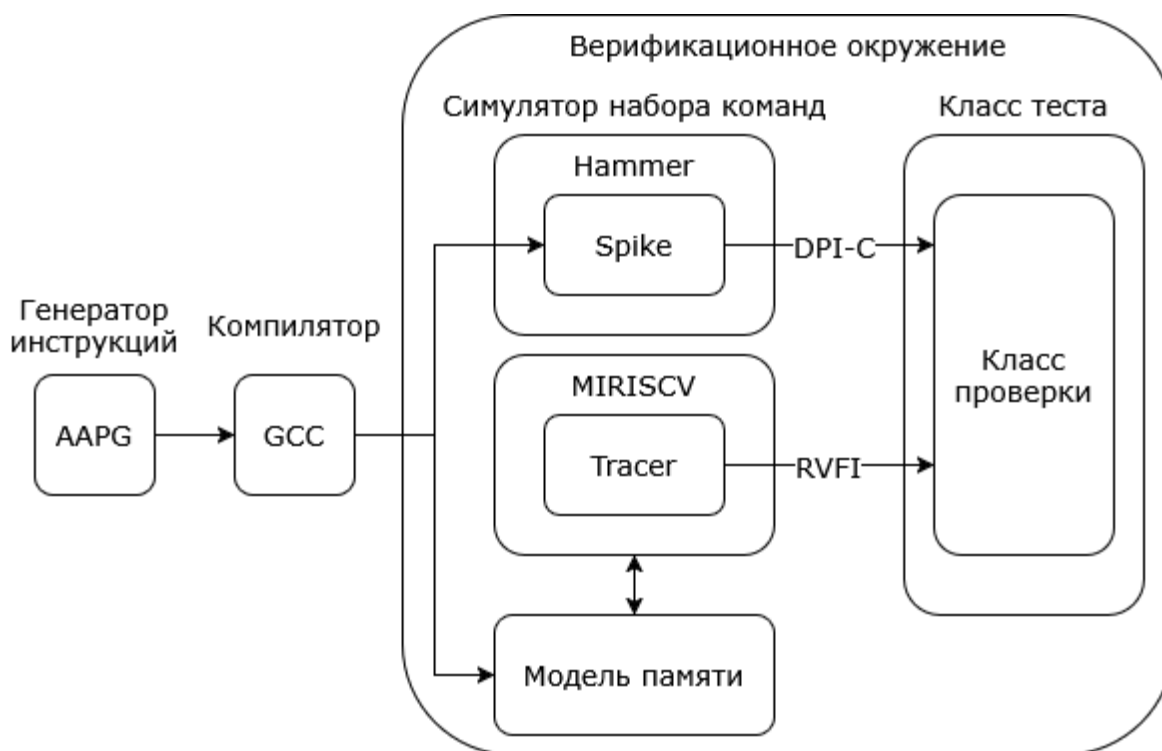 Верификационное окружение
Симулятор набора команд
Класс теста
Hammer
Spike
DPI-C
Генератор
инструкций
Компилятор
AAPG
GCC
MIRISCV
Tracer
RVFI
Класс
проверки
Модель памяти